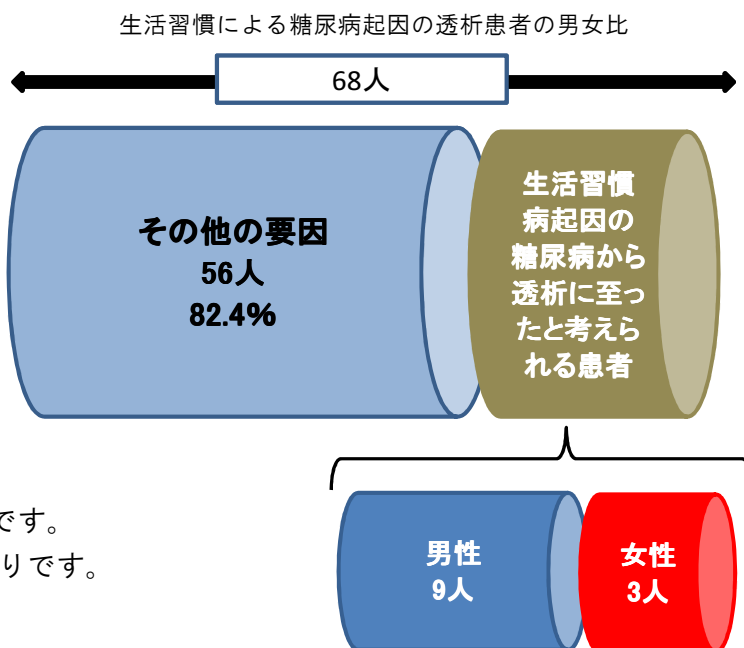 生活習慣による糖尿病起因の透析患者の男女比
68人
その他の要因
56人
82.4%
生活習慣
病起因の
糖尿病から
透析に至っ
たと考えら
れる患者
です。
りです。
男性
9人
女性
3人